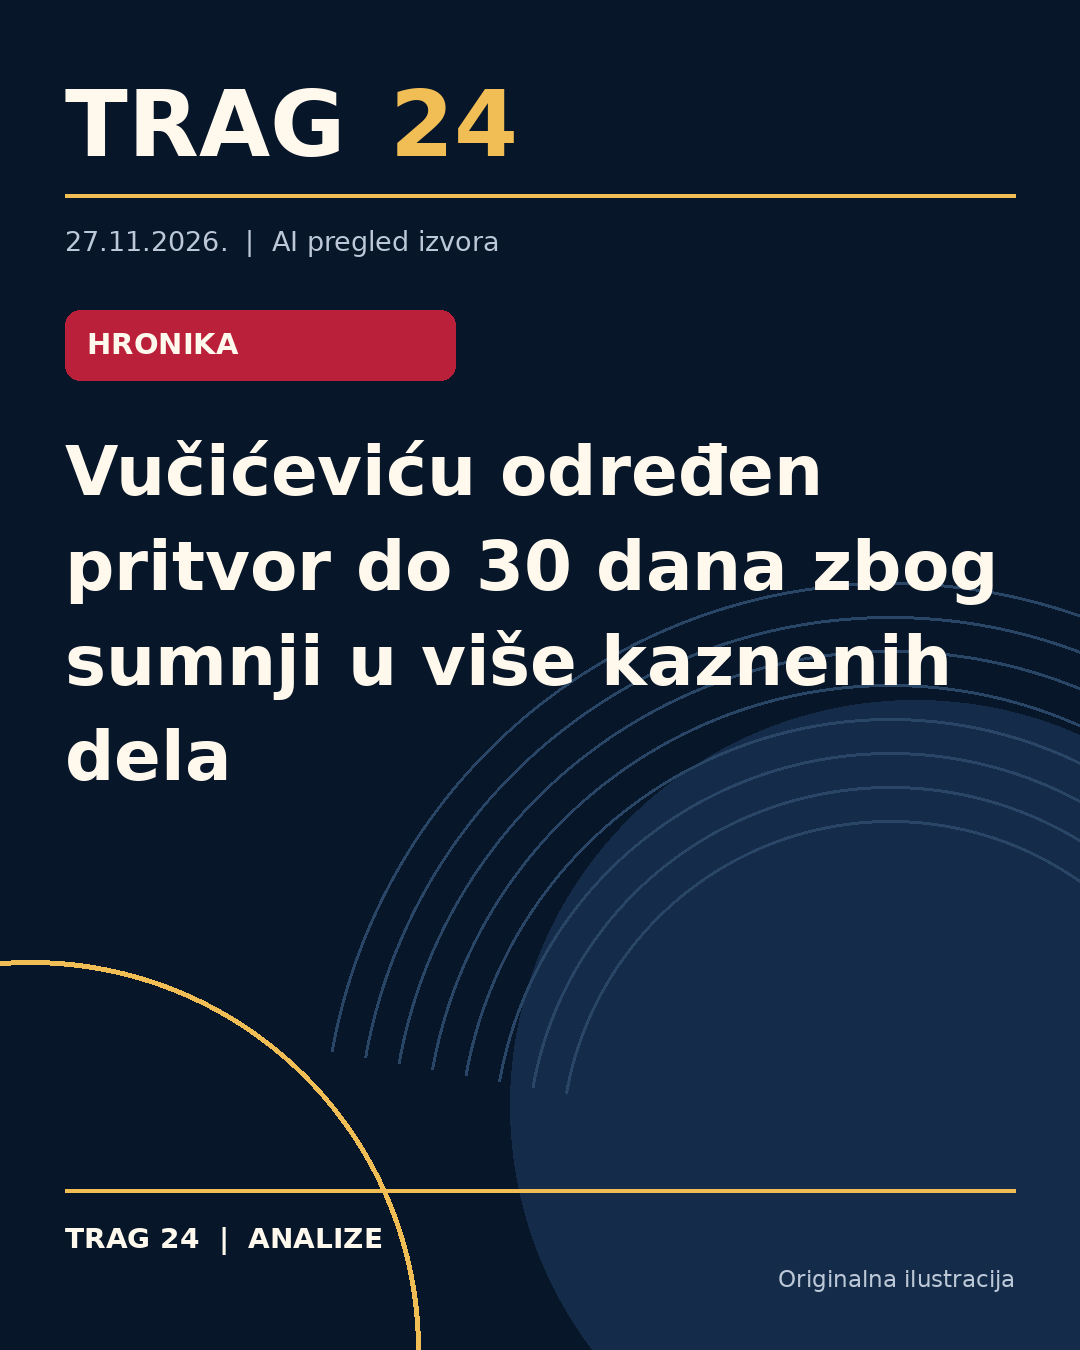 TRAG 24
27.11.2026. | AI pregled izvora
HRONIKA
Vučićeviću određen
pritvor do 30 dana zbog
sumnji u više kaznenih
dela
TRAG 24 | ANALIZE
Originalna ilustracija